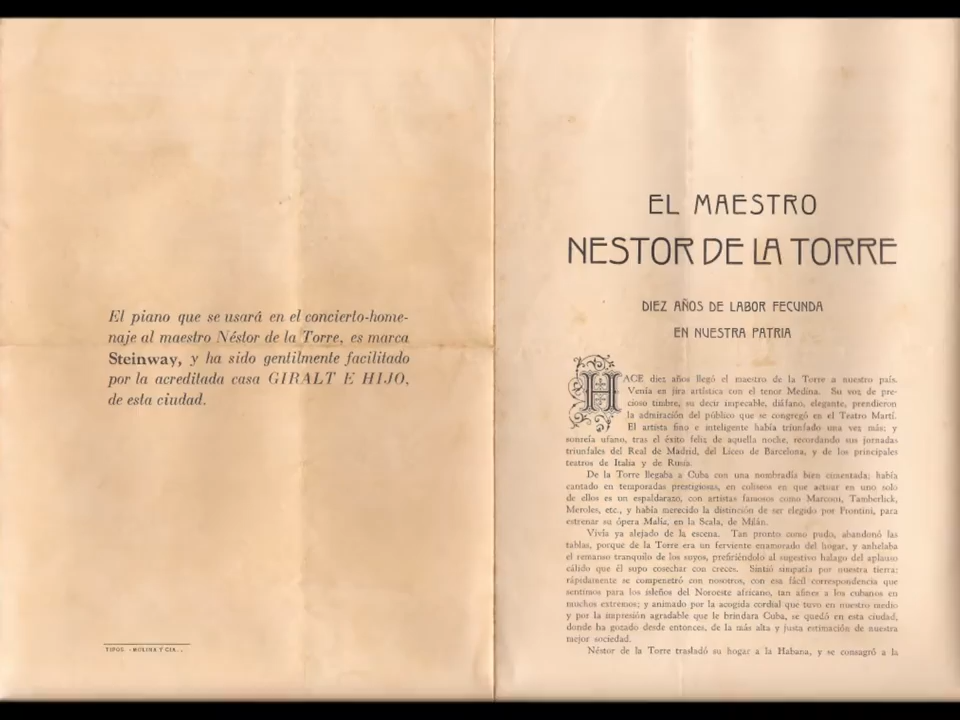 El piano que se usará en el concierto-home-
naje al maestro Néstor de la Torre, es marca
Steinway, y ha sido gentilmente facilitado
por la acreditada casa GIRALT E HIJO,
de esta ciudad.
TIPOS. MOLINA Y CIA.
EL MAESTRO
NESTOR DE LA TORRE
DIEZ AÑOS DE LABOR FECUNDA
EN NUESTRA PATRIA
HACE diez años llegó el maestro de la Torre a nuestro país.
Venía en jira artística con el tenor Medina. Su voz de pre-
cioso timbre, su decir impecable, diáfano, elegante, prendieron
la admiración del público que se congregó en el Teatro Martí.
El artista fino e inteligente había triunfado una vez más; y
sonreía ufano, tras el éxito feliz de aquella noche, recordando sus jornadas
triunfales del Real de Madrid, del Liceo de Barcelona, y de los principales
teatros de Italia y de Rusia.
De la Torre llegaba a Cuba con una nombradía bien cimentada; había
cantado en temporadas prestigiosas, en coliseos en que actuar en uno solo
de ellos es un espaldarazo, con artistas famosos como Marconi, Tamberlick,
Meroles, etc., y había merecido la distinción de ser elegido por Frontini, para
estrenar su ópera Malía, en la Scala, de Milán.
Vivía ya alejado de la escena. Tan pronto como pudo, abandonó las
tablas, porque de la Torre era un ferviente enamorado del hogar, y anhelaba
el remanso tranquilo de los suyos, prefiriéndolo al sugestivo halago del aplauso
cálido que él supo cosechar con creces. Sintió simpatía por nuestra tierra;
rápidamente se compenetró con nosotros, con esa fácil correspondencia que
sentimos para los isleños del Noroeste africano, tan afines a los cubanos en
muchos extremos; y animado por la acogida cordial que tuvo en nuestro medio
y por la impresión agradable que le brindara Cuba, se quedó en esta ciudad,
donde ha gozado desde entonces, de la más alta y justa estimación de nuestra
mejor sociedad.
Néstor de la Torre trasladó su hogar a la Habana, y se consagró a la